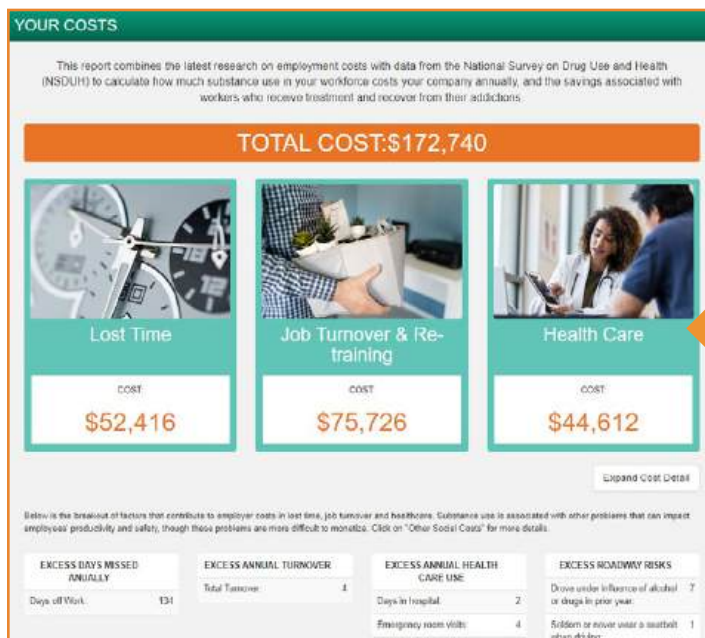 YOUR COSTS
This report combines the latest research on employment costs with data from the National Survey on Drug Use and Health
(NSDUH) to calculate how much substance use in your workforce costs your company annually, and the savings associated with
workers who receive treatment and recover from their addictions
TOTAL COST:$172,740
Lost Time
COST
$52,416
Job Turnover & Re-
training
COST
$75,726
Health Care
COST
$44,612
Expand Cost Detail
Below is the breakout of factors that contribute to employer costs in lost time, job turnover and healthcare. Substance use is associated with other problems that can impact
employees' productivity and safety, though these problems are more difficult to monetize. Click on "Other Social Costs" for more details.
EXCESS DAYS MISSED
ANUALLY
Days off Work: 134
EXCESS ANNUAL TURNOVER
Total Turnover: 4
EXCESS ANNUAL HEALTH
CARE USE
Days in hospital: 2
Emergency room visits: 4
EXCESS ROADWAY RISKS
Drove under influence of alcohol 7
or drugs in prior year:
Seldom or never wear a seatbelt 1
when driving: